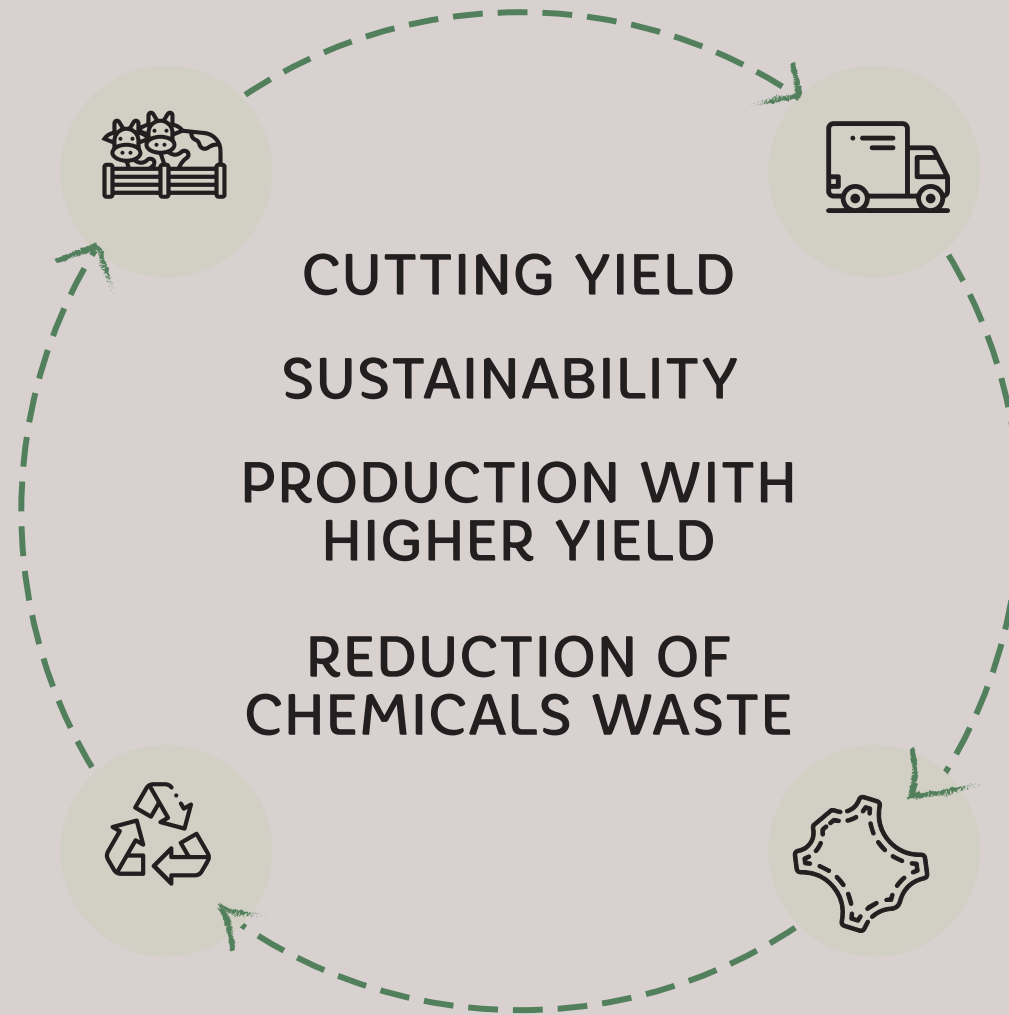 CUTTING YIELD
SUSTAINABILITY
PRODUCTION WITH
HIGHER YIELD
REDUCTION OF
CHEMICALS WASTE